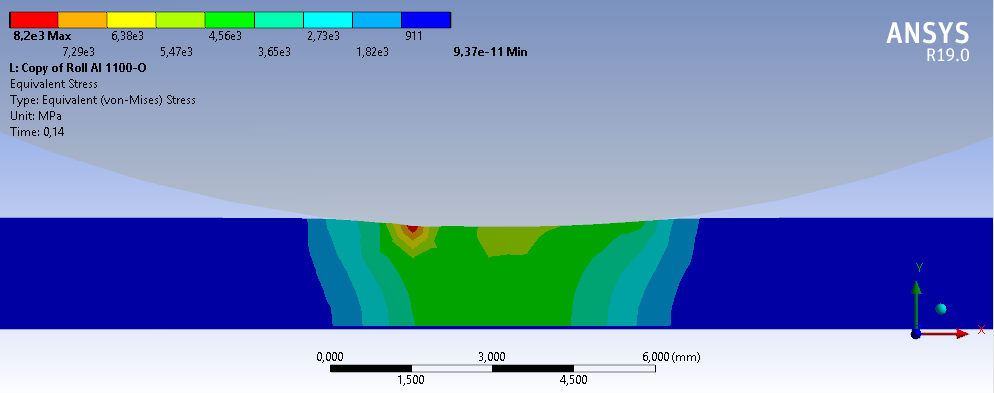 8,2e3 Max 6,38e3 4,56e3 2,73e3 911
7,29e3 5,47e3 3,65e3 1,82e3 9,37e-11 Min
L: Copy of Roll Al 1100-O
Equivalent Stress
Type: Equivalent (von-Mises) Stress
Unit: MPa
Time: 0,14
ANSYS
R19.0
Y
X
0,000 3,000 6,000 (mm)
1,500 4,500